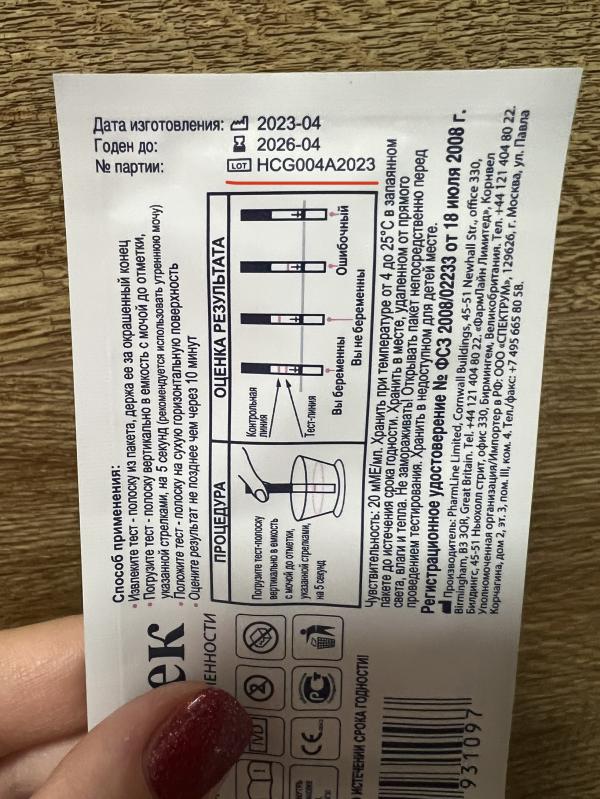 Дата изготовления: 2023-04
Годен до: 2026-04
№ партии: LOT HCG004A2023
Способ применения:
• Извлеките тест - полоску из пакета, держа ее за окрашенный конец
• Погрузите тест - полоску вертикально в емкость с мочой до отметки,
указанной стрелками, на 5 секунд (рекомендуется использовать утреннюю мочу)
• Положите тест - полоску на сухую горизонтальную поверхность
• Оцените результат не позднее чем через 10 минут
ПРОЦЕДУРА
Погрузите тест-полоску
вертикально в емкость
с мочой до отметки,
указанной стрелками,
на 5 секунд
ОЦЕНКА РЕЗУЛЬТАТА
Контрольная
линия
Тест-линия
Вы беременны
Вы не беременны
Ошибочный
Чувствительность: 20 мМЕ/мл. Хранить при температуре от 4 до 25°С в запаянном
пакете до истечения срока годности. Хранить в месте, удаленном от прямого
света, влаги и тепла. Не замораживать! Открывать пакет непосредственно перед
проведением тестирования. Хранить в недоступном для детей месте.
Регистрационное удостоверение № ФСЗ 2008/02233 от 18 июля 2008 г.
Производитель: PharmLine Limited, Cornwall Buildings, 45-51 Newhall Str., office 330,
Birmingham, B3 3QR, Great Britain. Tel. +44 121 404 80 22. «ФармЛайн Лимитед», Корнвел
Билдингс, 45-51 Ньюхолл стрит, офис 330, Бирмингем, Великобритания. Тел. +44 121 404 80 22.
Уполномоченная организация/Импортер в РФ: ООО «СПЕКТРУМ», 129626, г. Москва, ул. Павла
Корчагина, дом 2, эт. 3, пом. III, ком. 4. Тел./факс: +7 495 665 80 58.
ек
ЕННОСТИ
IVD
2
CE
РС
О ИСТЕЧЕНИИ СРОКА ГОДНОСТИ!
931097